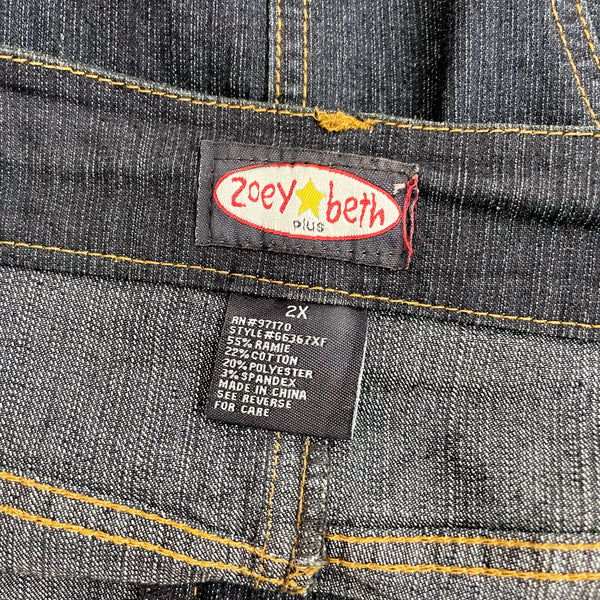 zoey beth
plus
2X
RN#97170
STYLE#66367XF
55% RAMIE
22% COTTON
20% POLYESTER
3% SPANDEX
MADE IN CHINA
SEE REVERSE
FOR CARE